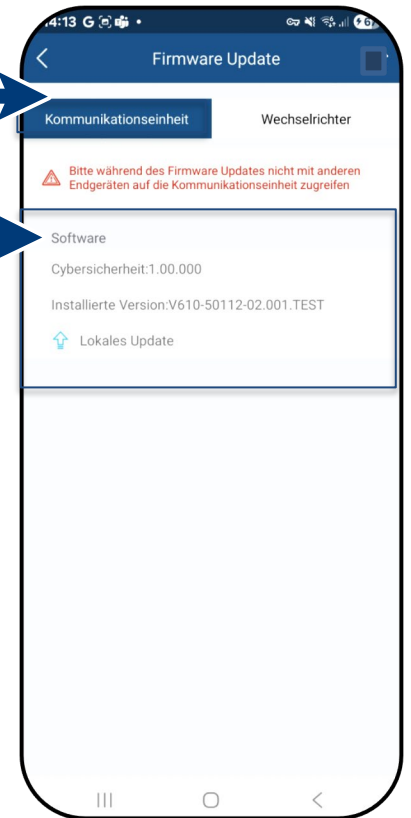 4:13 G
Firmware Update
Kommunikationseinheit Wechselrichter
Bitte während des Firmware Updates nicht mit anderen
Endgeräten auf die Kommunikationseinheit zugreifen
Software
Cybersicherheit:1.00.000
Installierte Version:V610-50112-02.001.TEST
Lokales Update